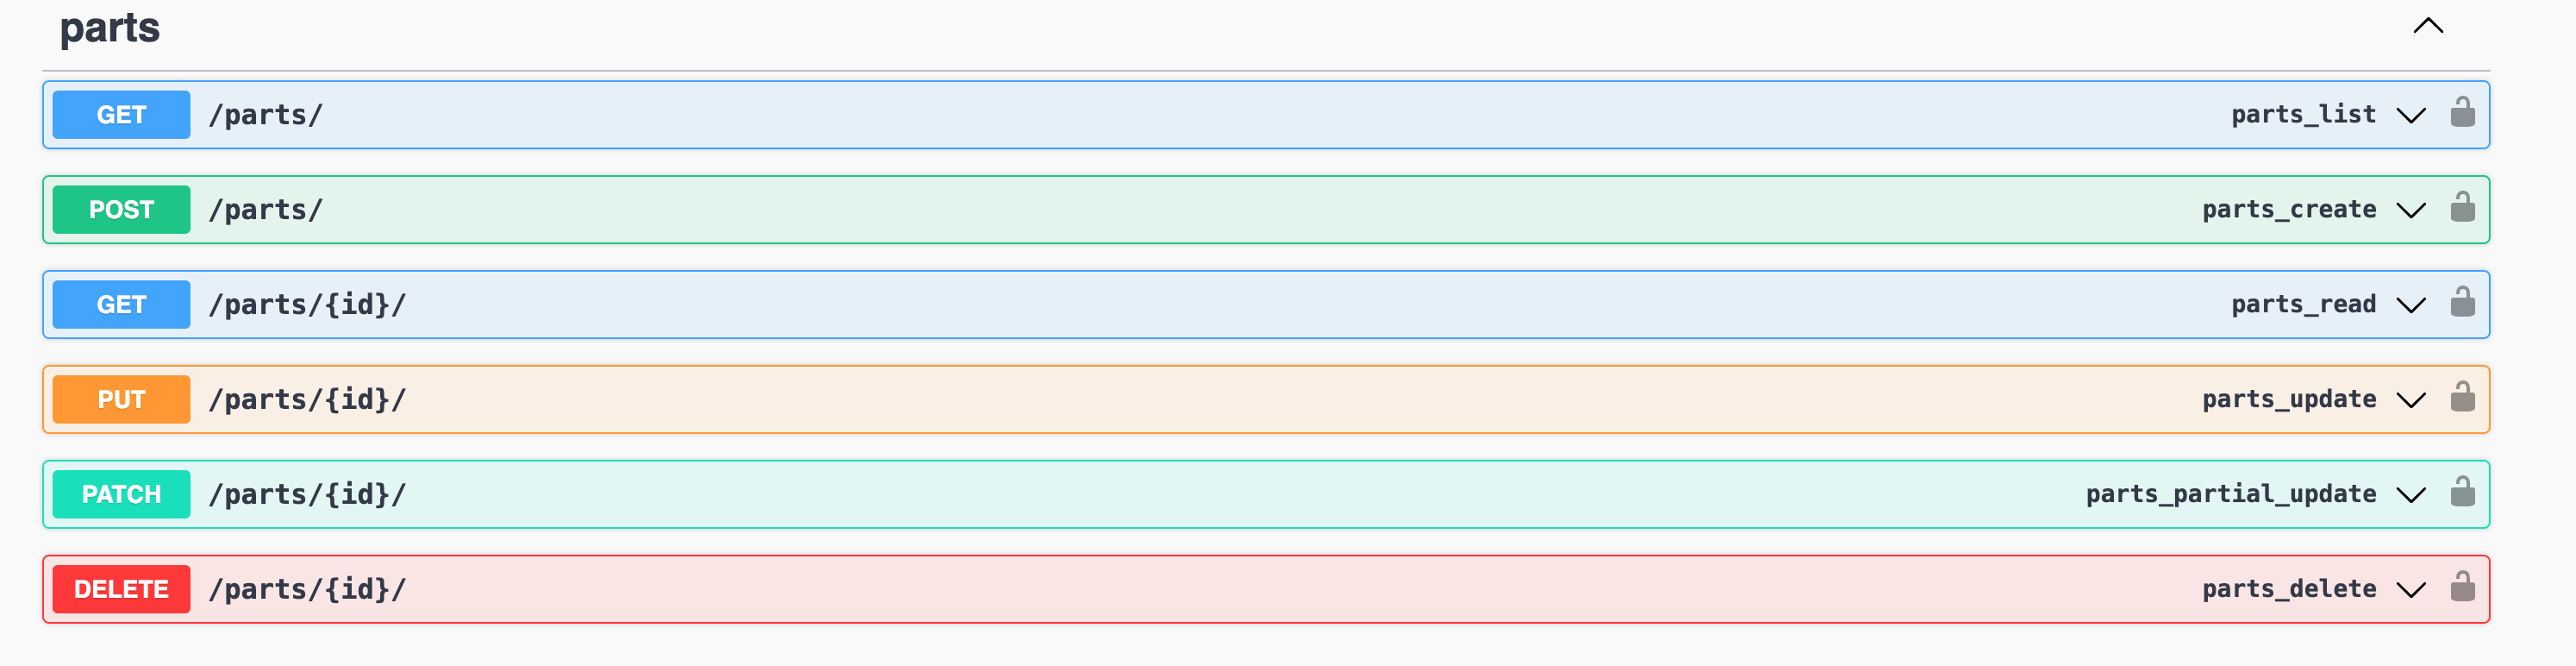 parts
GET /parts/ parts_list
POST /parts/ parts_create
GET /parts/{id}/ parts_read
PUT /parts/{id}/ parts_update
PATCH /parts/{id}/ parts_partial_update
DELETE /parts/{id}/ parts_delete